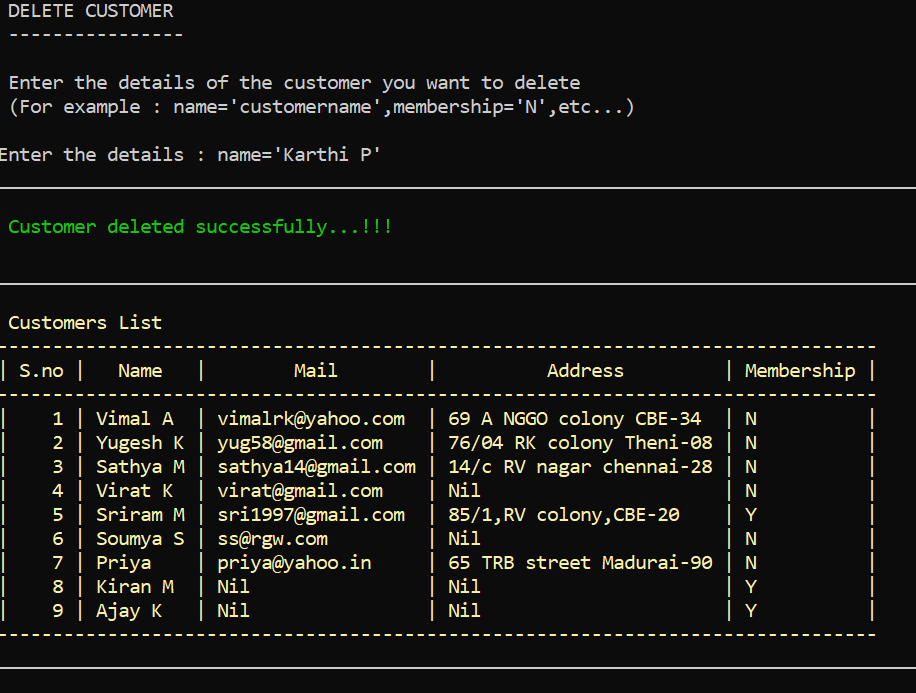 DELETE CUSTOMER
----------------
Enter the details of the customer you want to delete
(For example : name='customername',membership='N',etc...)
Enter the details : name='Karthi P'
Customer deleted successfully...!!!
Customers List
--------------------------------------------------------------------------------
| S.no |   Name   |        Mail        |          Address         | Membership |
--------------------------------------------------------------------------------
|    1 | Vimal A  | vimalrk@yahoo.com  | 69 A NGGO colony CBE-34  | N          |
|    2 | Yugesh K | yug58@gmail.com    | 76/04 RK colony Theni-08 | N          |
|    3 | Sathya M | sathya14@gmail.com | 14/c RV nagar chennai-28 | N          |
|    4 | Virat K  | virat@gmail.com    | Nil                      | N          |
|    5 | Sriram M | sri1997@gmail.com  | 85/1,RV colony,CBE-20    | Y          |
|    6 | Soumya S | ss@rgw.com         | Nil                      | N          |
|    7 | Priya    | priya@yahoo.in     | 65 TRB street Madurai-90 | N          |
|    8 | Kiran M  | Nil                | Nil                      | Y          |
|    9 | Ajay K   | Nil                | Nil                      | Y          |
--------------------------------------------------------------------------------